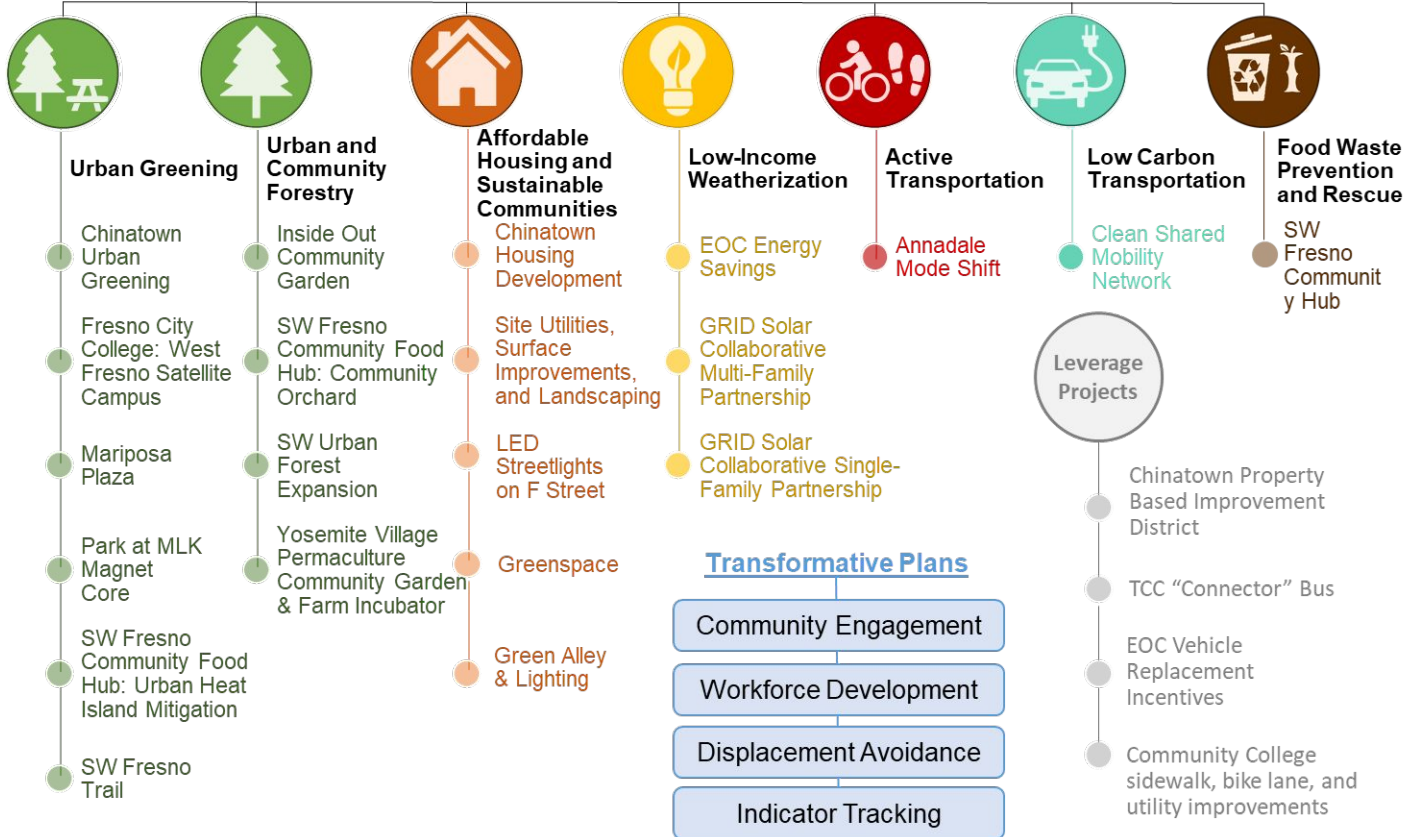 Urban Greening
Chinatown
Urban
Greening
Fresno City
College: West
Fresno Satellite
Campus
Mariposa
Plaza
Park at MLK
Magnet
Core
SW Fresno
Community Food
Hub: Urban Heat
Island Mitigation
SW Fresno
Trail
Urban and
Community
Forestry
Inside Out
Community
Garden
SW Fresno
Community Food
Hub: Community
Orchard
SW Urban
Forest
Expansion
Yosemite Village
Permaculture
Community Garden
& Farm Incubator
Affordable
Housing and
Sustainable
Communities
Chinatown
Housing
Development
Site Utilities,
Surface
Improvements,
and Landscaping
LED
Streetlights
on F Street
Greenspace
Green Alley
& Lighting
Low-Income
Weatherization
EOC Energy
Savings
GRID Solar
Collaborative
Multi-Family
Partnership
GRID Solar
Collaborative Single-
Family Partnership
Active
Transportation
Annadale
Mode Shift
Low Carbon
Transportation
Clean Shared
Mobility
Network
Food Waste
Prevention
and Rescue
SW
Fresno
Communit
y Hub
Leverage
Projects
Chinatown Property
Based Improvement
District
TCC “Connector” Bus
EOC Vehicle
Replacement
Incentives
Community College
sidewalk, bike lane, and
utility improvements
Transformative Plans
Community Engagement
Workforce Development
Displacement Avoidance
Indicator Tracking